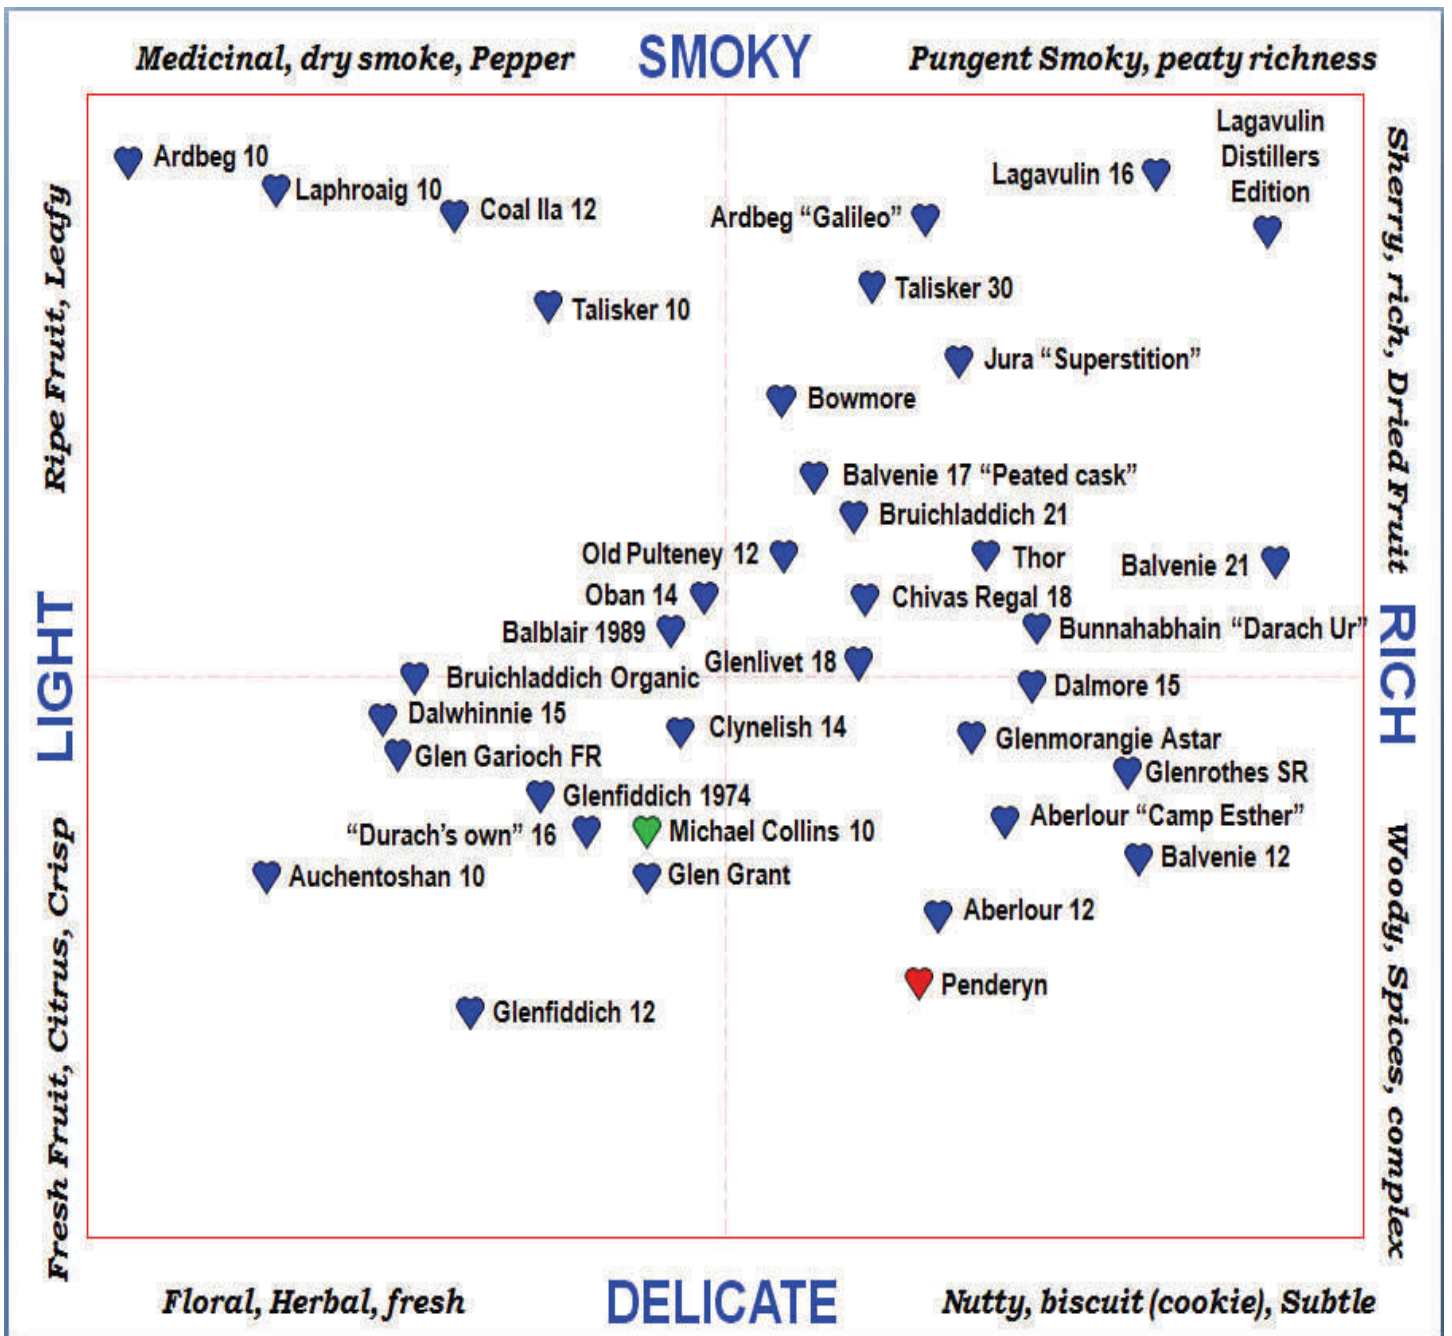 SMOKY
Medicinal, dry smoke, Pepper
Pungent Smoky, peaty richness
Lagavulin
Distillers
Edition
Ardbeg 10
Lagavulin 16
Laphroaig 10
Coal Ila 12
Ardbeg “Galileo”
Talisker 30
Talisker 10
Jura “Superstition”
Bowmore
Balvenie 17 “Peated cask”
Bruichladdich 21
Old Pulteney 12
Thor
Balvenie 21
Oban 14
Chivas Regal 18
Balblair 1989
Bunnahabhain “Darach Ur”
Glenlivet 18
Bruichladdich Organic
Dalmore 15
Dalwhinnie 15
Clynelish 14
Glenmorangie Astar
Glen Garioch FR
Glenrothes SR
Glenfiddich 1974
Aberlour “Camp Esther”
“Durach’s own” 16
Michael Collins 10
Balvenie 12
Auchentoshan 10
Glen Grant
Aberlour 12
Penderyn
Glenfiddich 12
Ripe Fruit, Leafy
LIGHT
Fresh Fruit, Citrus, Crisp
Sherry, rich, Dried Fruit
RICH
Woody, Spices, complex
Floral, Herbal, fresh
DELICATE
Nutty, biscuit (cookie), Subtle